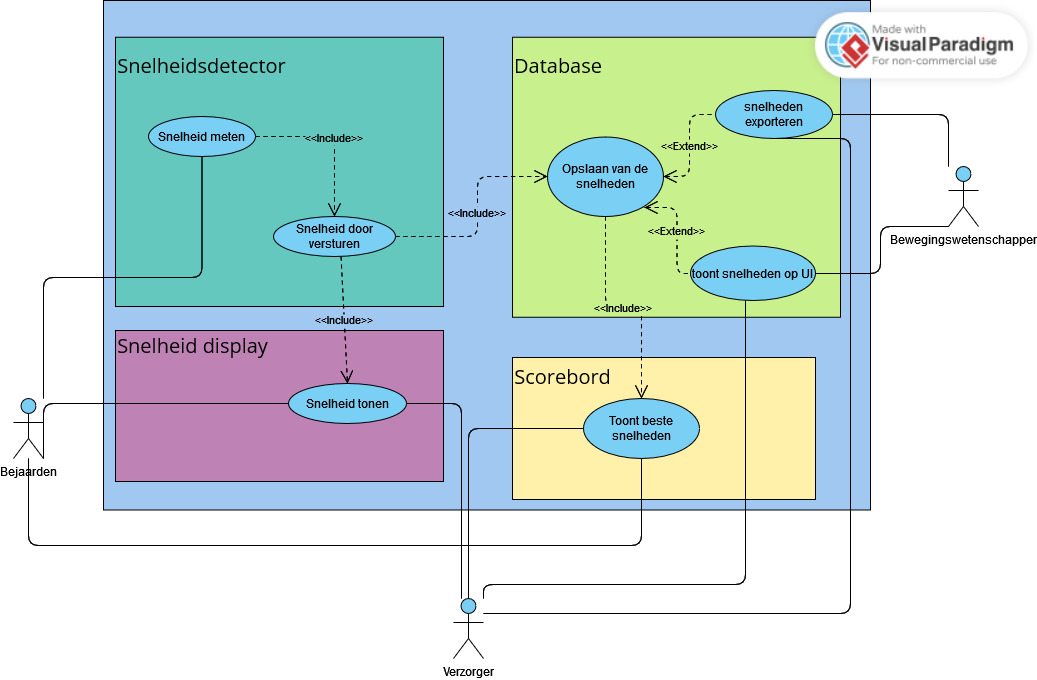 Made with
Visual Paradigm
For non-commercial use
Snelheidsdetector
Database
snelheden
exporteren
Snelheid meten
<<Include>>
<<Extend>>
Opslaan van de
snelheden
<<Include>>
Snelheid door
versturen
<<Extend>>
Bewegingswetenschapper
toont snelheden op UI
<<Include>>
<<Include>>
Snelheid display
Scorebord
Snelheid tonen
Toont beste
snelheden
Bejaarden
Verzorger